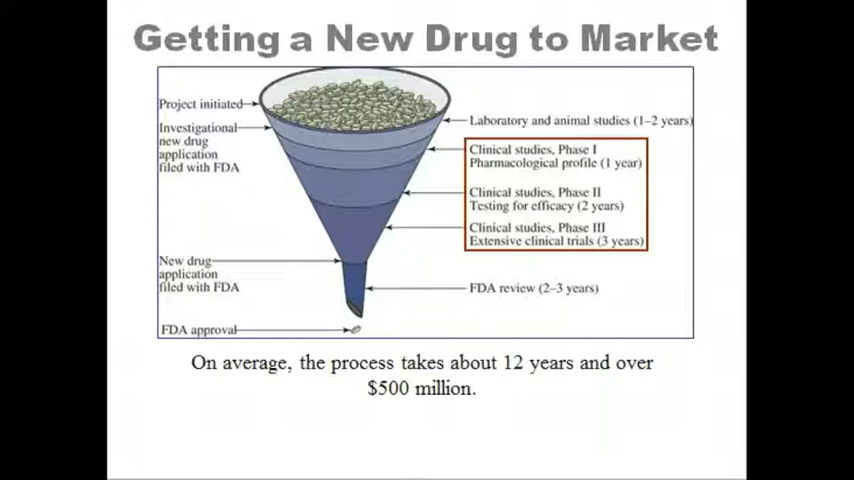 Getting a New Drug to Market
Project initiated
Laboratory and animal studies (1–2 years)
Investigational
new drug
application
filed with FDA
Clinical studies, Phase I
Pharmacological profile (1 year)
Clinical studies, Phase II
Testing for efficacy (2 years)
Clinical studies, Phase III
Extensive clinical trials (3 years)
New drug
application
filed with FDA
FDA review (2–3 years)
FDA approval
On average, the process takes about 12 years and over
$500 million.